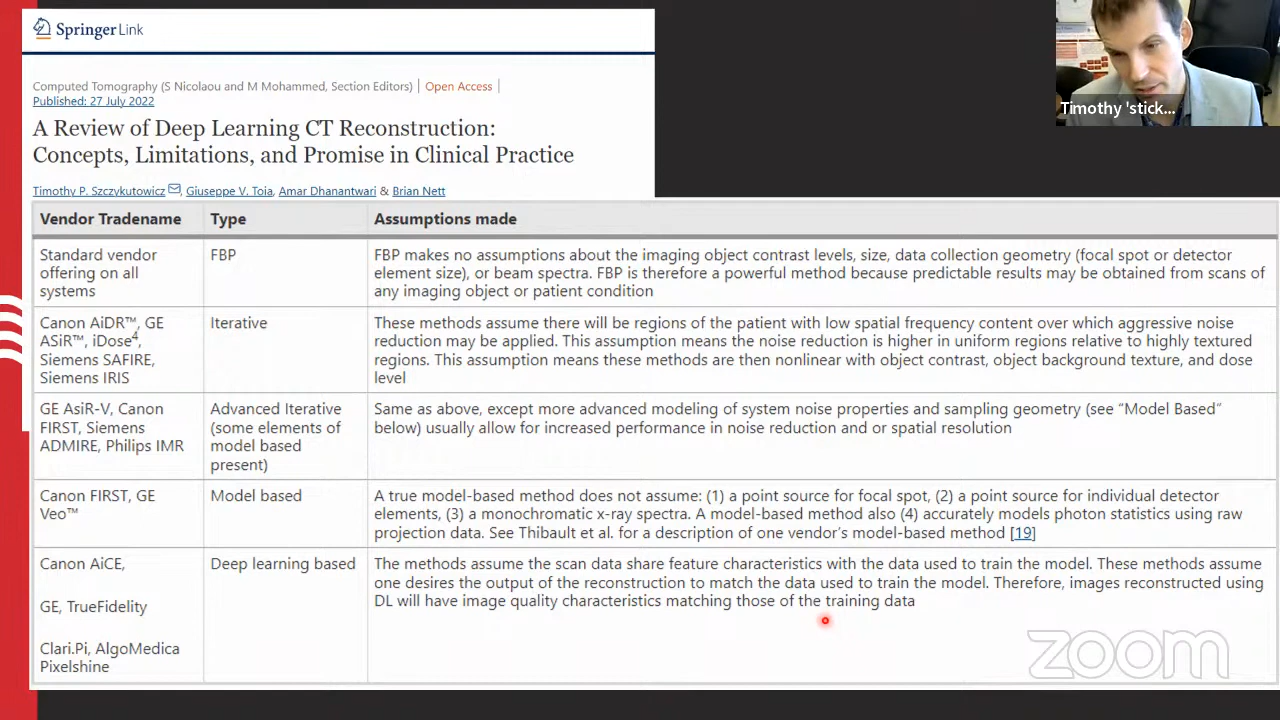 Springer Link
Computed Tomography (S Nicolaou and M Mohammed, Section Editors) | Open Access |
Published: 27 July 2022
A Review of Deep Learning CT Reconstruction:
Concepts, Limitations, and Promise in Clinical Practice
Timothy P. Szczykutowicz, Giuseppe V. Toia, Amar Dhanantwari & Brian Nett
Timothy 'stick...
Vendor Tradename
Type
Assumptions made
Standard vendor
offering on all
systems
FBP
FBP makes no assumptions about the imaging object contrast levels, size, data collection geometry (focal spot or detector
element size), or beam spectra. FBP is therefore a powerful method because predictable results may be obtained from scans of
any imaging object or patient condition
Canon AiDR™, GE
ASiR™, iDose⁴,
Siemens SAFIRE,
Siemens IRIS
Iterative
These methods assume there will be regions of the patient with low spatial frequency content over which aggressive noise
reduction may be applied. This assumption means the noise reduction is higher in uniform regions relative to highly textured
regions. This assumption means these methods are then nonlinear with object contrast, object background texture, and dose
level
GE AsiR-V, Canon
FIRST, Siemens
ADMIRE, Philips IMR
Advanced Iterative
(some elements of
model based
present)
Same as above, except more advanced modeling of system noise properties and sampling geometry (see “Model Based”
below) usually allow for increased performance in noise reduction and or spatial resolution
Canon FIRST, GE
Veo™
Model based
A true model-based method does not assume: (1) a point source for focal spot, (2) a point source for individual detector
elements, (3) a monochromatic x-ray spectra. A model-based method also (4) accurately models photon statistics using raw
projection data. See Thibault et al. for a description of one vendor’s model-based method [19]
Canon AiCE,
GE, TrueFidelity
Clari.Pi, AlgoMedica
Pixelshine
Deep learning based
The methods assume the scan data share feature characteristics with the data used to train the model. These methods assume
one desires the output of the reconstruction to match the data used to train the model. Therefore, images reconstructed using
DL will have image quality characteristics matching those of the training data
zoom